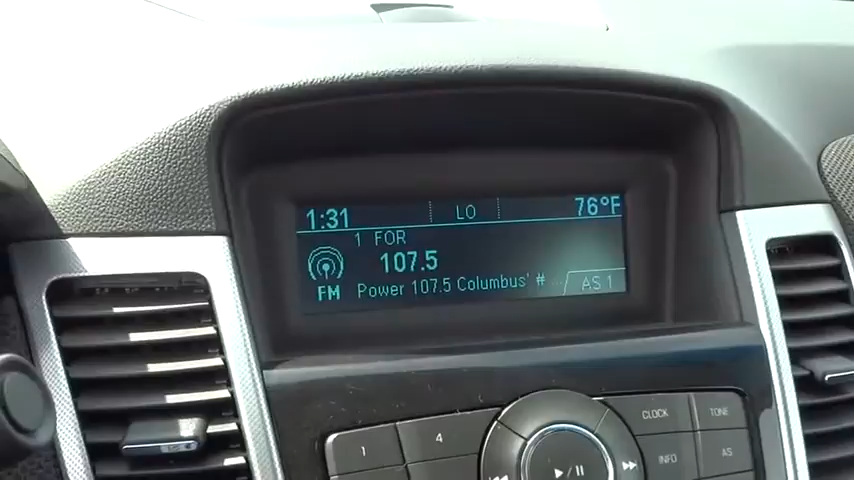 1:31 LO 76°F
1 FOR
107.5
FM Power 107.5 Columbus' # AS 1
1 4 CLOCK TONE
INFO AS